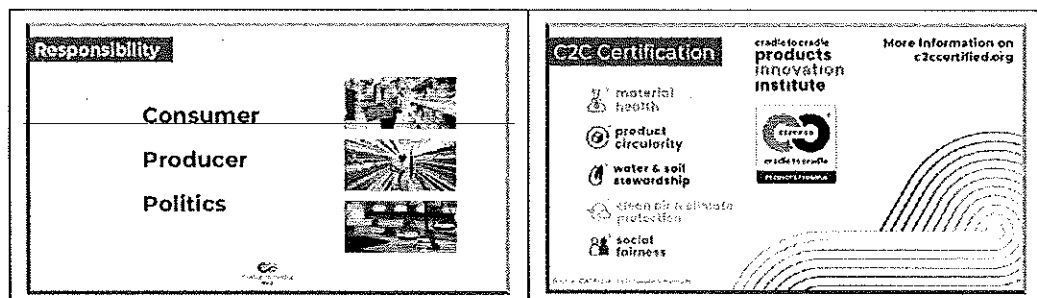 Responsibility
Consumer
Producer
Politics
C2C Certification
material
health
product
circularity
water & soil
stewardship
clean air & climate
protection
social
fairness
cradle to cradle
products
innovation
institute
cradle to cradle
More Information on
c2ccertified.org